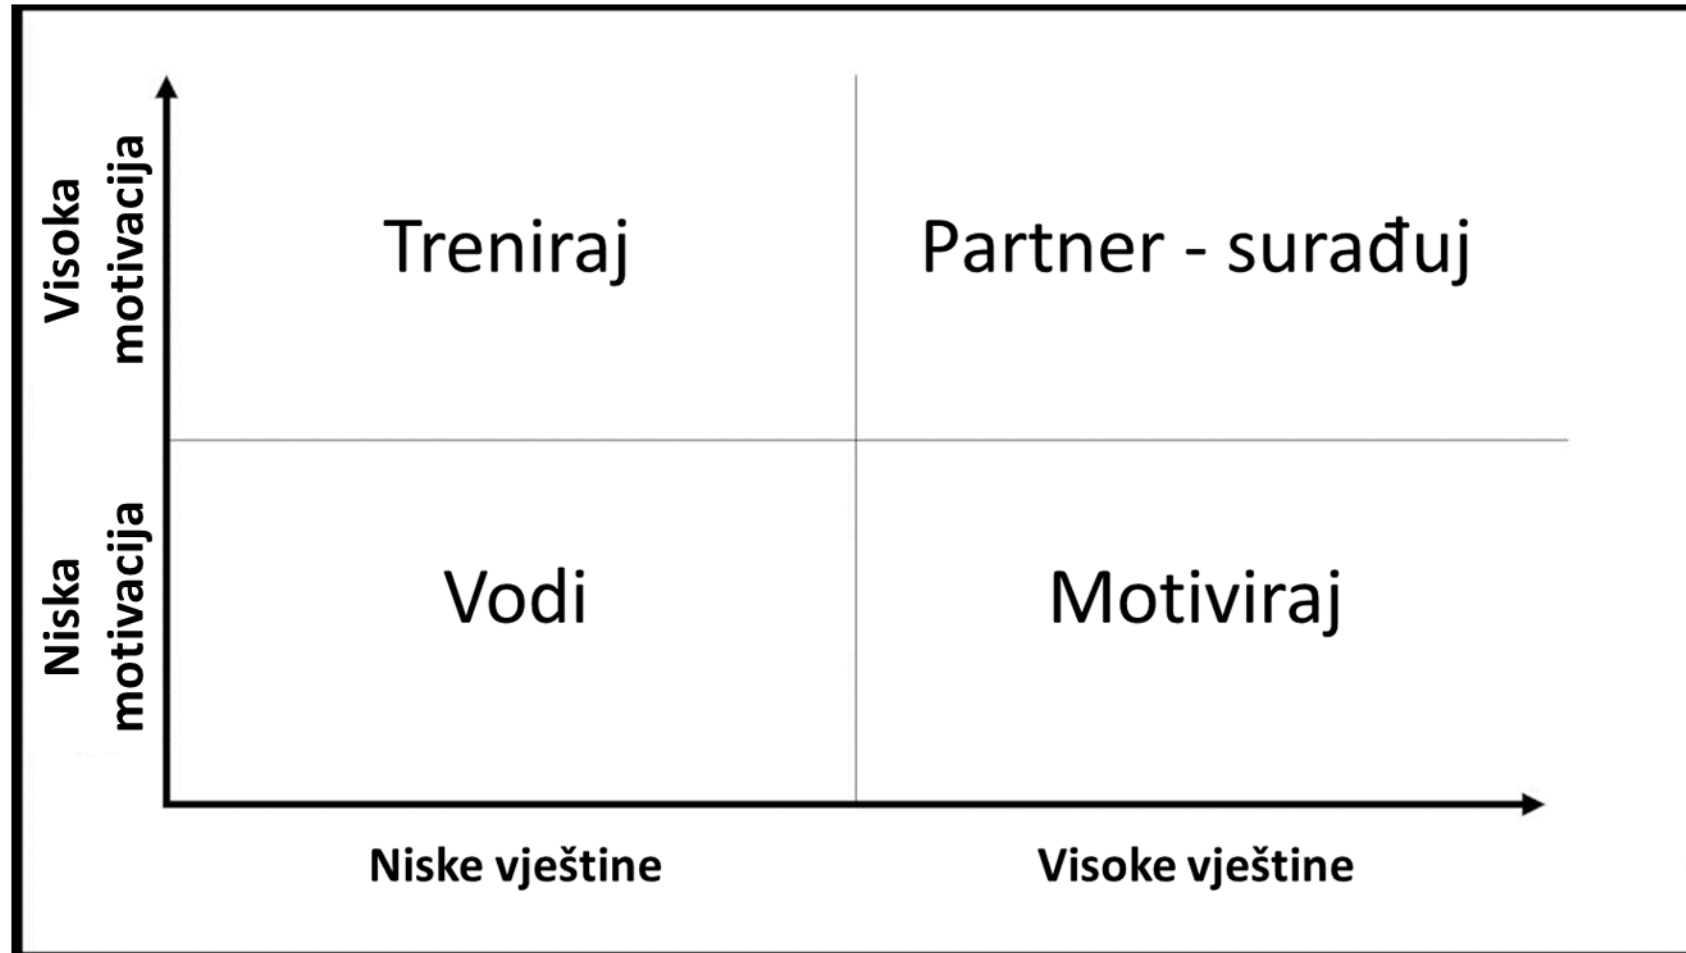 Visoka
motivacija
Treniraj
Partner - surađuj
Niska
motivacija
Vodi
Motiviraj
Niske vještine
Visoke vještine